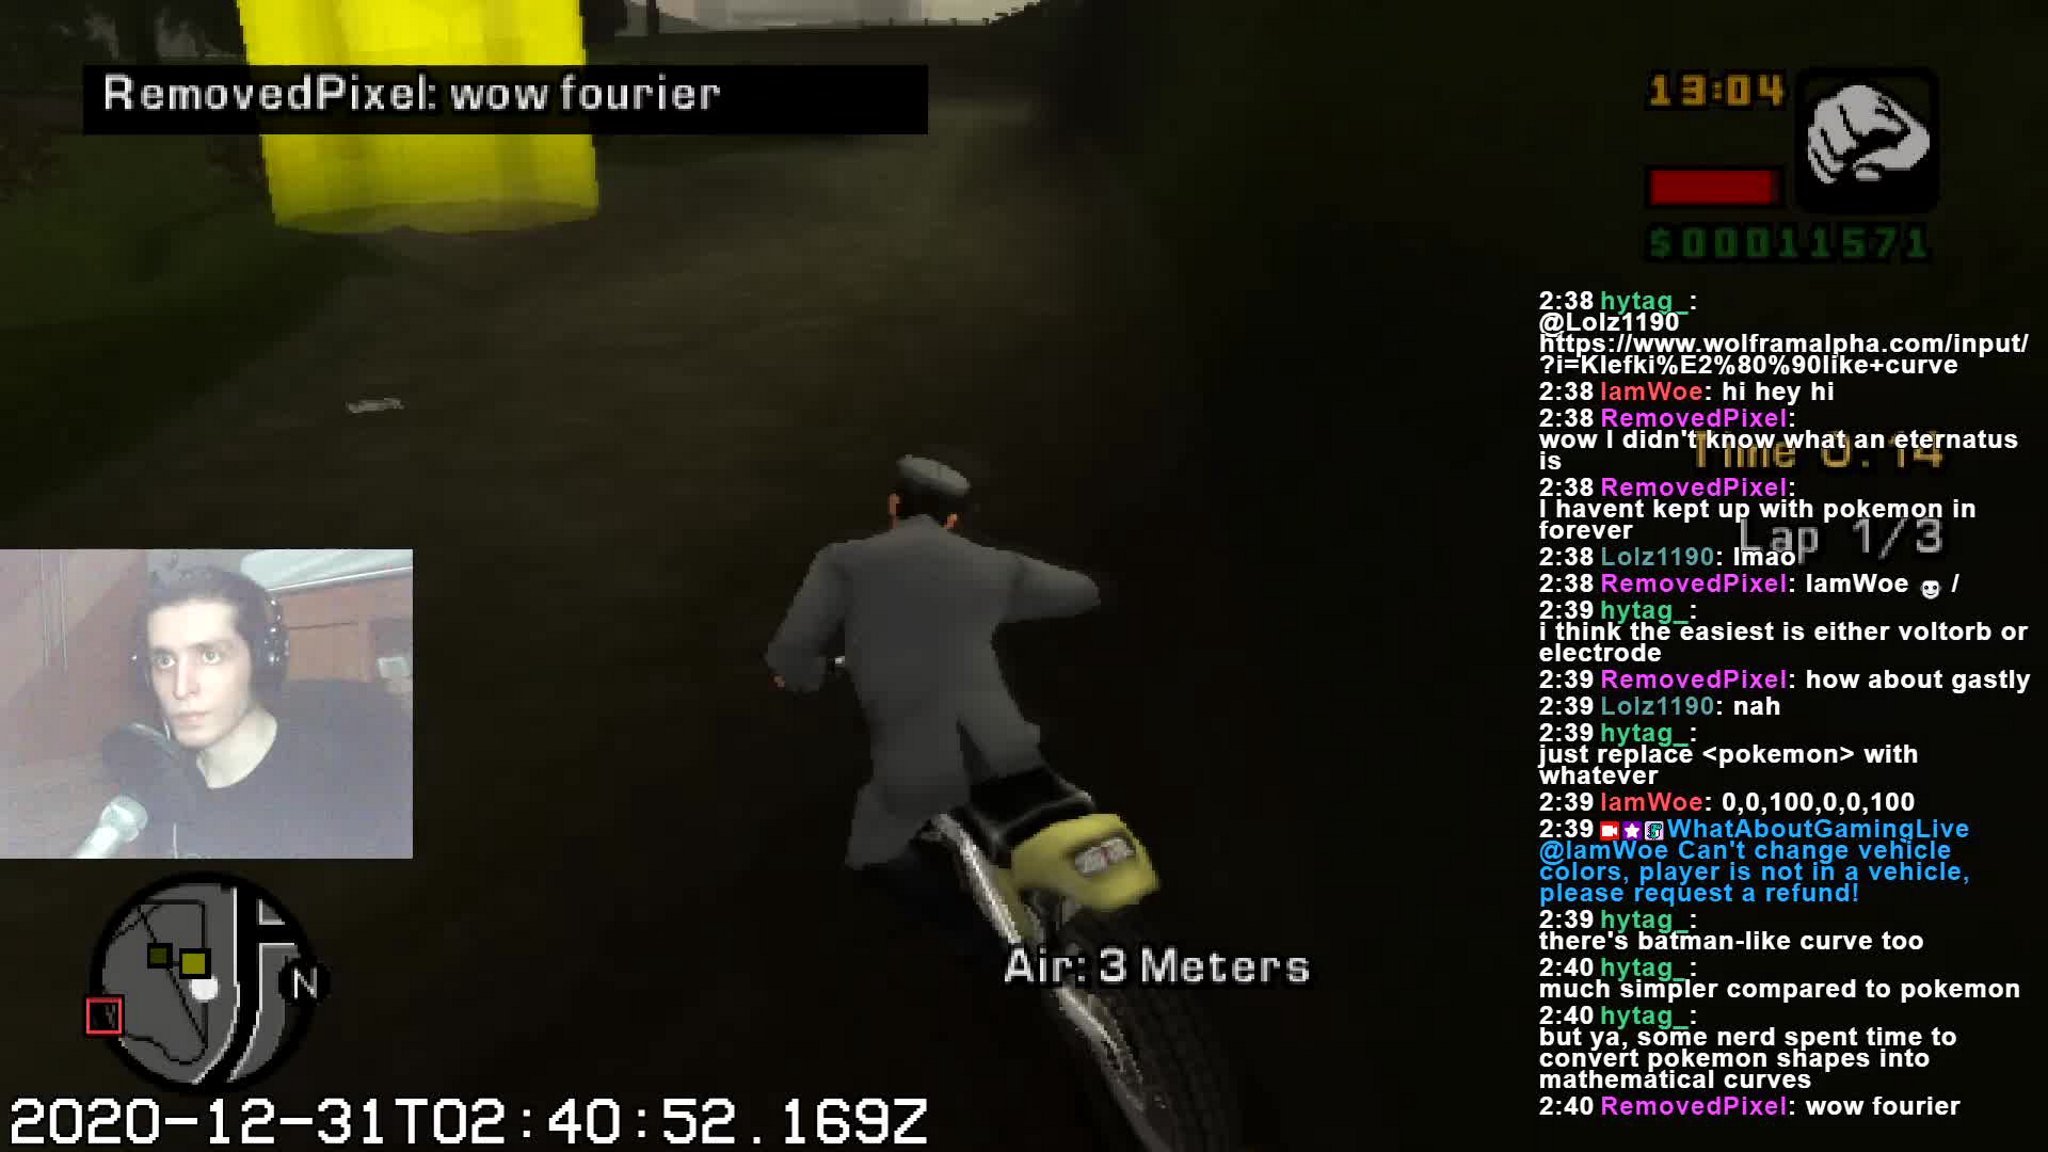 RemovedPixel: wow fourier
13:04
$00011571
2:38 hytag_:
@Lolz1190
https://www.wolframalpha.com/input/
?i=Klefki%E2%80%90like+curve
2:38 IamWoe: hi hey hi
2:38 RemovedPixel:
wow I didn't know what an eternatus
is
Time 0:14
2:38 RemovedPixel:
I havent kept up with pokemon in
forever
Lap 1/3
2:38 Lolz1190: lmao
2:38 RemovedPixel: IamWoe /
2:39 hytag_:
i think the easiest is either voltorb or
electrode
2:39 RemovedPixel: how about gastly
2:39 Lolz1190: nah
2:39 hytag_:
just replace <pokemon> with
whatever
2:39 IamWoe: 0,0,100,0,0,100
2:39 WhatAboutGamingLive
@IamWoe Can't change vehicle
colors, player is not in a vehicle,
please request a refund!
2:39 hytag_:
there's batman-like curve too
2:40 hytag_:
much simpler compared to pokemon
2:40 hytag_:
but ya, some nerd spent time to
convert pokemon shapes into
mathematical curves
2:40 RemovedPixel: wow fourier
Air: 3 Meters
N
2020-12-31T02:40:52.169Z